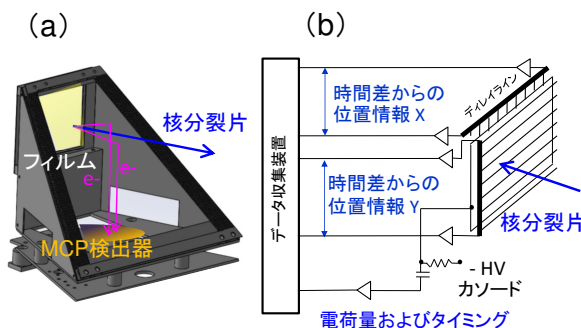 (a)
核分裂片
フィルム
e-
e-
MCP検出器
(b)
データ収集装置
時間差からの
位置情報 X
ディレイライン
時間差からの
位置情報 Y
核分裂片
- HV
カソード
電荷量およびタイミング